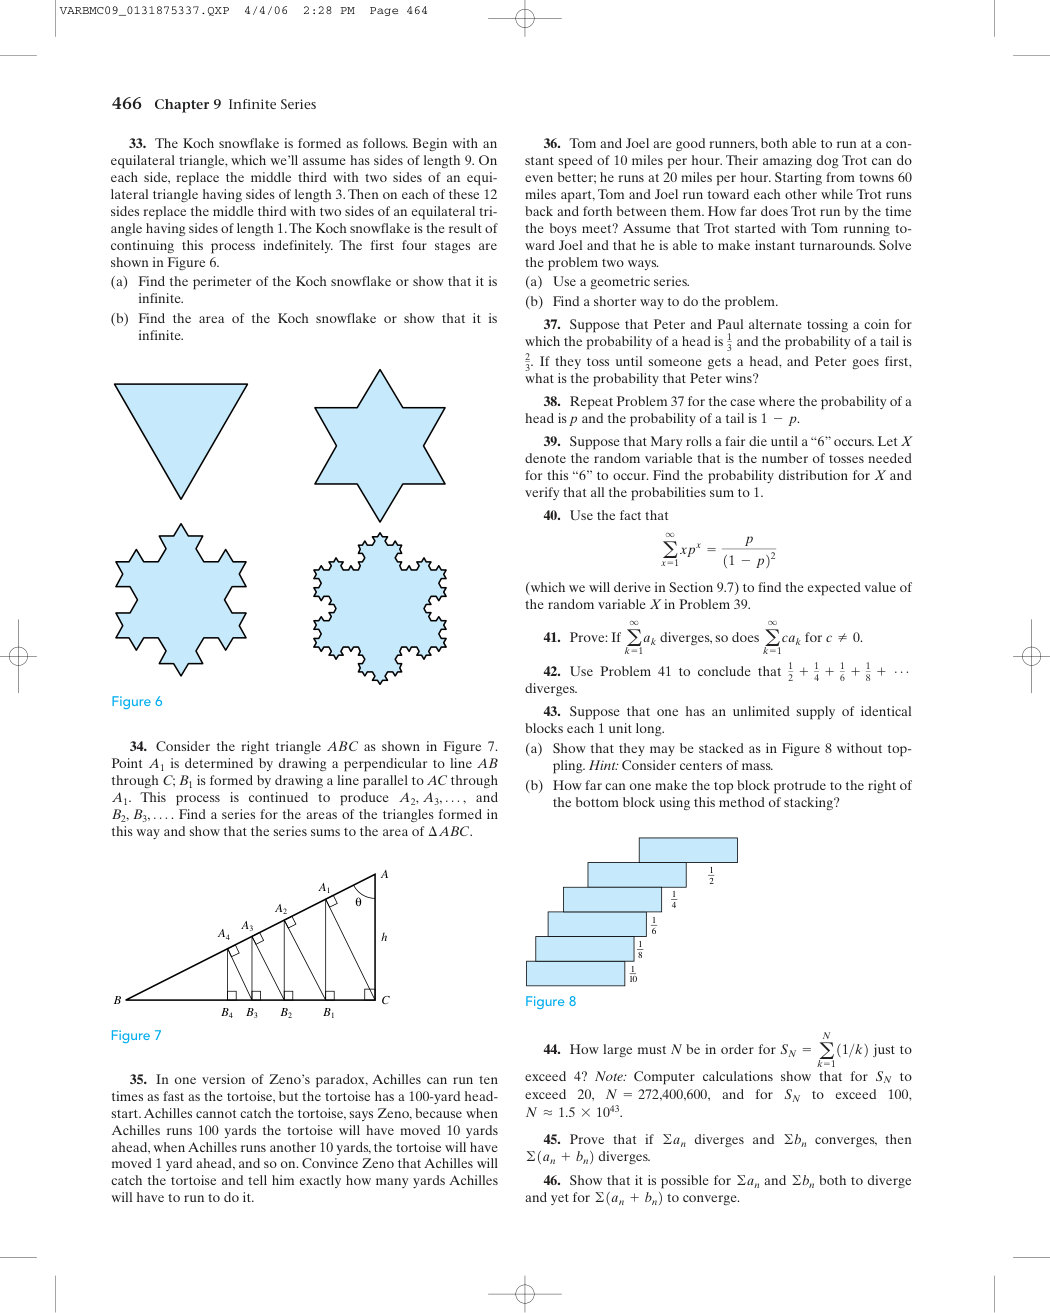 VARBMC09_0131875337.QXP 4/4/06 2:28 PM Page 464
466 Chapter 9 Infinite Series
33. The Koch snowflake is formed as follows. Begin with an
equilateral triangle, which we'll assume has sides of length 9. On
each side, replace the middle third with two sides of an equi-
lateral triangle having sides of length 3. Then on each of these 12
sides replace the middle third with two sides of an equilateral tri-
angle having sides of length 1. The Koch snowflake is the result of
continuing this process indefinitely. The first four stages are
shown in Figure 6.
(a) Find the perimeter of the Koch snowflake or show that it is
infinite.
(b) Find the area of the Koch snowflake or show that it is
infinite.
Figure 6
34. Consider the right triangle ABC as shown in Figure 7.
Point A₁ is determined by drawing a perpendicular to line AB
through C; B₁ is formed by drawing a line parallel to AC through
A₁. This process is continued to produce A₂, A₃, . . . , and
B₂, B₃, . . . . Find a series for the areas of the triangles formed in
this way and show that the series sums to the area of ΔABC.
A
A₁
θ
A₂
A₃
A₄
h
B
C
B₄ B₃ B₂ B₁
Figure 7
35. In one version of Zeno's paradox, Achilles can run ten
times as fast as the tortoise, but the tortoise has a 100-yard head-
start. Achilles cannot catch the tortoise, says Zeno, because when
Achilles runs 100 yards the tortoise will have moved 10 yards
ahead, when Achilles runs another 10 yards, the tortoise will have
moved 1 yard ahead, and so on. Convince Zeno that Achilles will
catch the tortoise and tell him exactly how many yards Achilles
will have to run to do it.
36. Tom and Joel are good runners, both able to run at a con-
stant speed of 10 miles per hour. Their amazing dog Trot can do
even better; he runs at 20 miles per hour. Starting from towns 60
miles apart, Tom and Joel run toward each other while Trot runs
back and forth between them. How far does Trot run by the time
the boys meet? Assume that Trot started with Tom running to-
ward Joel and that he is able to make instant turnarounds. Solve
the problem two ways.
(a) Use a geometric series.
(b) Find a shorter way to do the problem.
37. Suppose that Peter and Paul alternate tossing a coin for
which the probability of a head is 1/3 and the probability of a tail is
2/3. If they toss until someone gets a head, and Peter goes first,
what is the probability that Peter wins?
38. Repeat Problem 37 for the case where the probability of a
head is p and the probability of a tail is 1 − p.
39. Suppose that Mary rolls a fair die until a “6” occurs. Let X
denote the random variable that is the number of tosses needed
for this “6” to occur. Find the probability distribution for X and
verify that all the probabilities sum to 1.
40. Use the fact that
∞∑x=1 xpˣ = p/(1 − p)²
(which we will derive in Section 9.7) to find the expected value of
the random variable X in Problem 39.
41. Prove: If ∞∑k=1 aₖ diverges, so does ∞∑k=1 caₖ for c ≠ 0.
42. Use Problem 41 to conclude that 1/2 + 1/4 + 1/6 + 1/8 + ···
diverges.
43. Suppose that one has an unlimited supply of identical
blocks each 1 unit long.
(a) Show that they may be stacked as in Figure 8 without top-
pling. Hint: Consider centers of mass.
(b) How far can one make the top block protrude to the right of
the bottom block using this method of stacking?
1/2
1/4
1/6
1/8
1/10
Figure 8
44. How large must N be in order for S_N = N∑k=1 (1/k) just to
exceed 4? Note: Computer calculations show that for S_N to
exceed 20, N = 272,400,600, and for S_N to exceed 100,
N ≈ 1.5 × 10⁴³.
45. Prove that if Σaₙ diverges and Σbₙ converges, then
Σ(aₙ + bₙ) diverges.
46. Show that it is possible for Σaₙ and Σbₙ both to diverge
and yet for Σ(aₙ + bₙ) to converge.